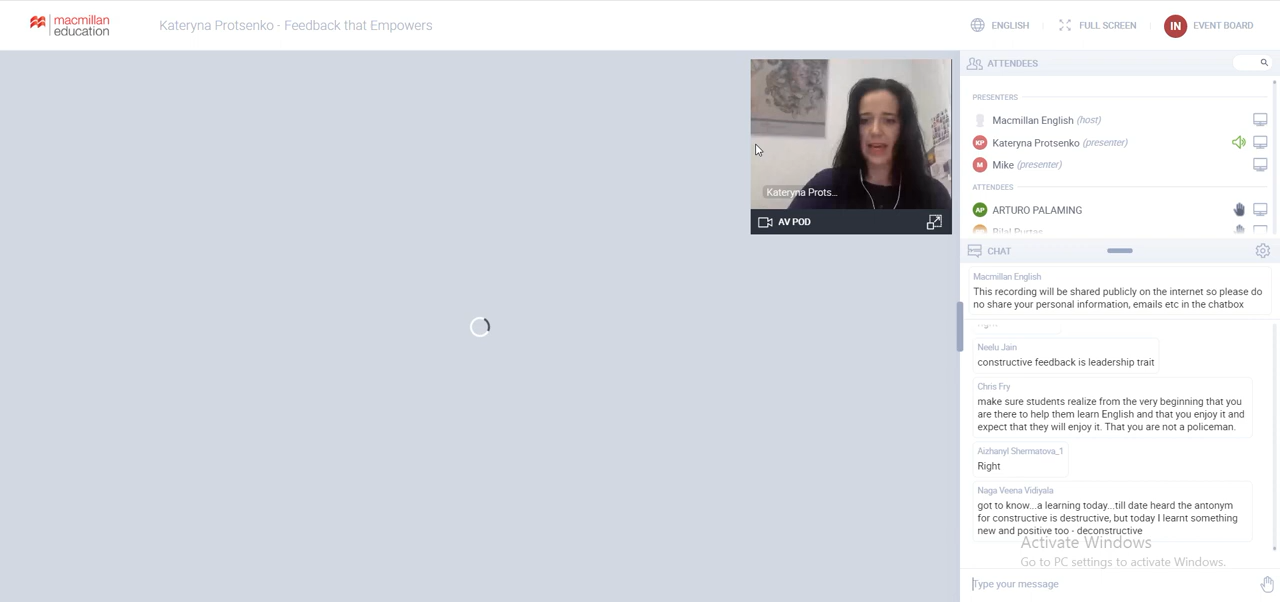 macmillan
education
Kateryna Protsenko - Feedback that Empowers
ENGLISH
FULL SCREEN
IN
EVENT BOARD
Kateryna Prots...
AV POD
ATTENDEES
PRESENTERS
Macmillan English (host)
KP Kateryna Protsenko (presenter)
M Mike (presenter)
ATTENDEES
AP ARTURO PALAMING
CHAT
Macmillan English
This recording will be shared publicly on the internet so please do
no share your personal information, emails etc in the chatbox
Neelu Jain
constructive feedback is leadership trait
Chris Fry
make sure students realize from the very beginning that you
are there to help them learn English and that you enjoy it and
expect that they will enjoy it. That you are not a policeman.
Aizhanyl Shermatova_1
Right
Naga Veena Vidiyala
got to know...a learning today...till date heard the antonym
for constructive is destructive, but today I learnt something
new and positive too - deconstructive
Activate Windows
Go to PC settings to activate Windows.
Type your message